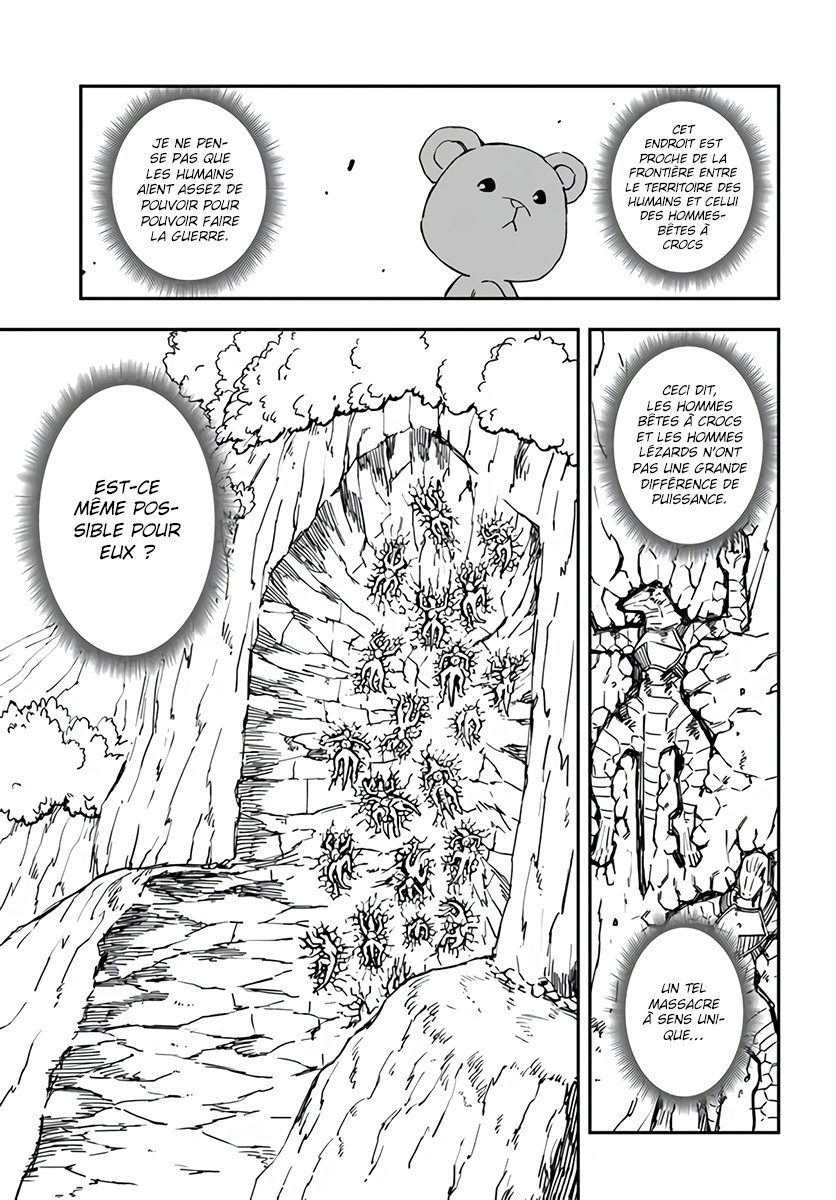 CET
ENDROIT EST
PROCHE DE LA
FRONTIÈRE ENTRE
LE TERRITOIRE DES
HUMAINS ET CELUI
DES HOMMES-
BÊTES À
CROCS
JE NE PEN-
SE PAS QUE
LES HUMAINS
AIENT ASSEZ DE
POUVOIR POUR
POUVOIR FAIRE
LA GUERRE.
CECI DIT,
LES HOMMES
BÊTES À CROCS
ET LES HOMMES
LÉZARDS N'ONT
PAS UNE GRANDE
DIFFÉRENCE DE
PUISSANCE.
UN TEL
MASSACRE
À SENS UNI-
QUE...
EST-CE
MÊME POS-
SIBLE POUR
EUX ?